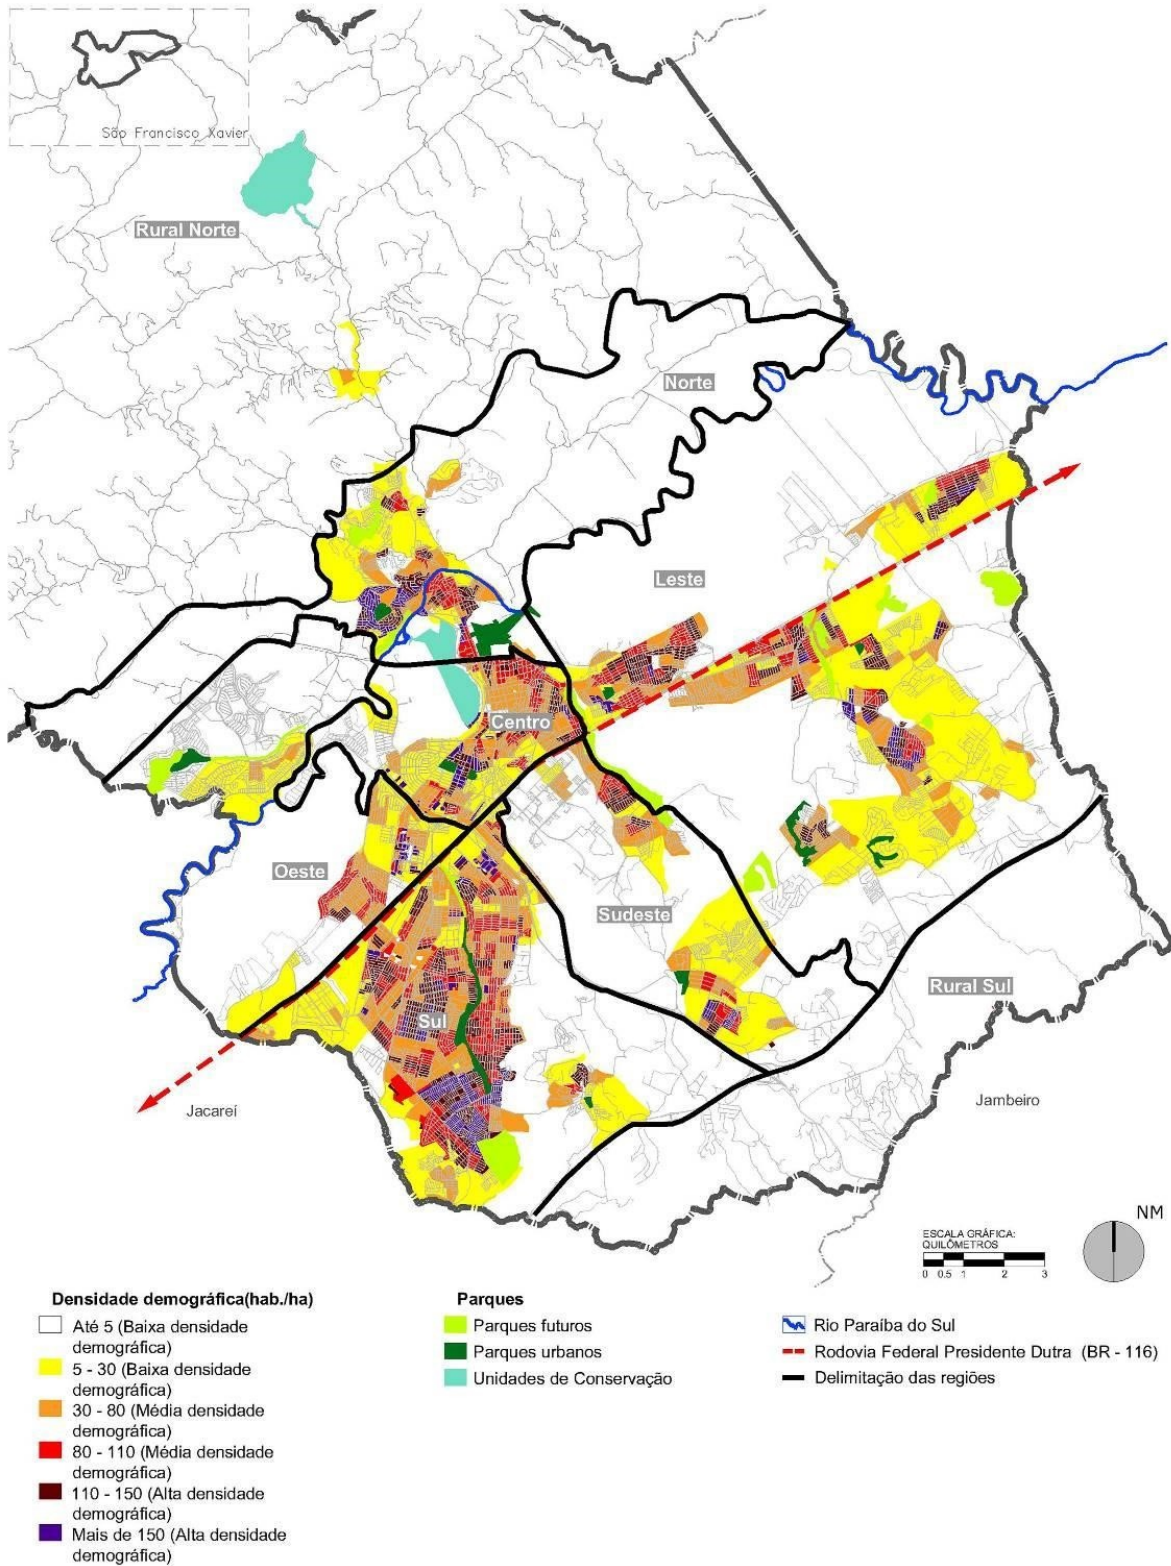 São Francisco Xavier
Rural Norte
Norte
Leste
Centro
Oeste
Sudeste
Rural Sul
Sul
Jacareí
Jambeiro
NM
ESCALA GRÁFICA:
QUILÔMETROS
0 0.5 1 2 3
Densidade demográfica(hab./ha)
Até 5 (Baixa densidade
demográfica)
5 - 30 (Baixa densidade
demográfica)
30 - 80 (Média densidade
demográfica)
80 - 110 (Média densidade
demográfica)
110 - 150 (Alta densidade
demográfica)
Mais de 150 (Alta densidade
demográfica)
Parques
Parques futuros
Parques urbanos
Unidades de Conservação
Rio Paraíba do Sul
Rodovia Federal Presidente Dutra (BR - 116)
Delimitação das regiões